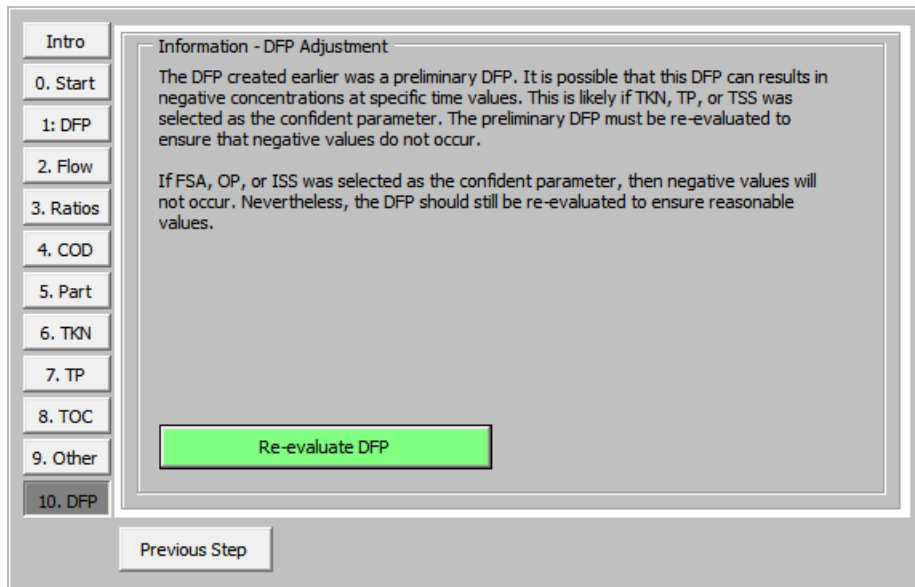 Intro
0. Start
1: DFP
2. Flow
3. Ratios
4. COD
5. Part
6. TKN
7. TP
8. TOC
9. Other
10. DFP
Information - DFP Adjustment
The DFP created earlier was a preliminary DFP. It is possible that this DFP can results in
negative concentrations at specific time values. This is likely if TKN, TP, or TSS was
selected as the confident parameter. The preliminary DFP must be re-evaluated to
ensure that negative values do not occur.
If FSA, OP, or ISS was selected as the confident parameter, then negative values will
not occur. Nevertheless, the DFP should still be re-evaluated to ensure reasonable
values.
Re-evaluate DFP
Previous Step